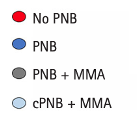 No PNB
PNB
PNB + MMA
cPNB + MMA